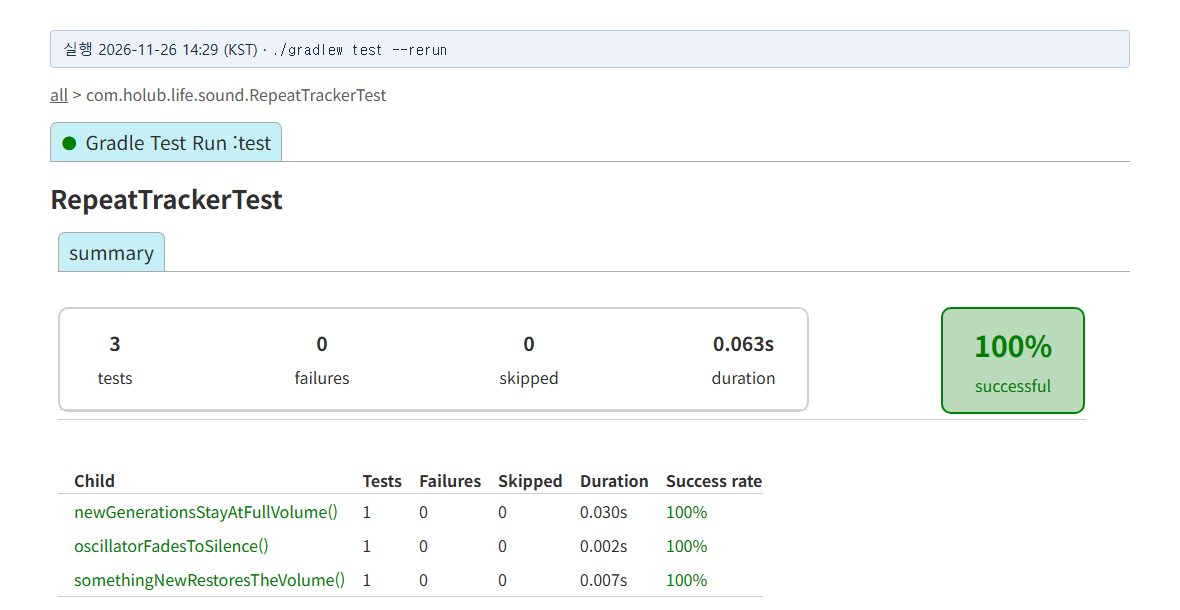 실행 2026-11-26 14:29 (KST) · ./gradlew test --rerun
all > com.holub.life.sound.RepeatTrackerTest
Gradle Test Run :test
RepeatTrackerTest
summary
3 0 0 0.063s 100%
tests failures skipped duration successful
Child Tests Failures Skipped Duration Success rate
newGenerationsStayAtFullVolume() 1 0 0 0.030s 100%
oscillatorFadesToSilence() 1 0 0 0.002s 100%
somethingNewRestoresTheVolume() 1 0 0 0.007s 100%